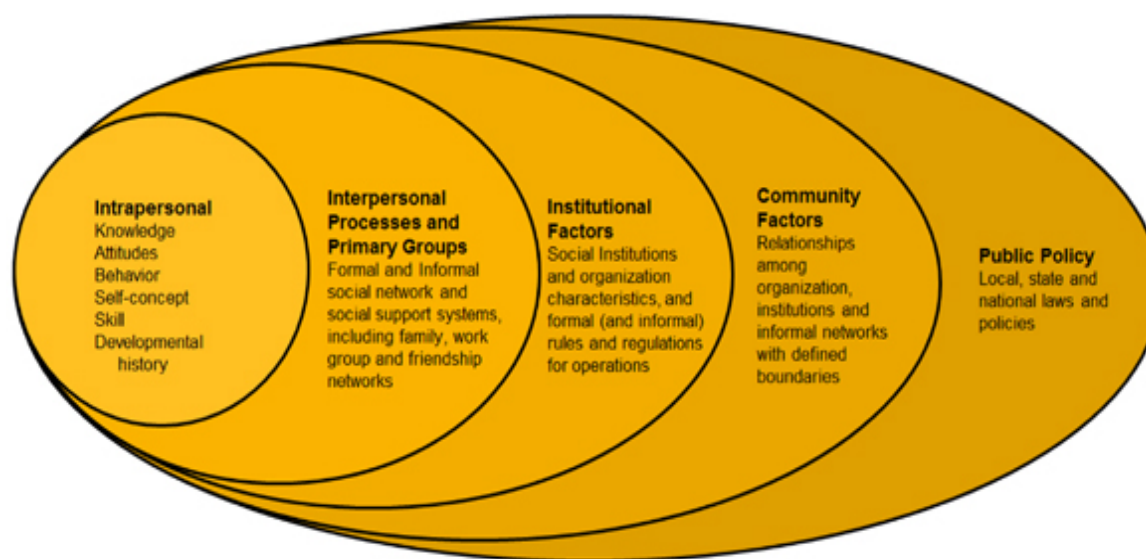 Intrapersonal
Knowledge
Attitudes
Behavior
Self-concept
Skill
Developmental
history
Interpersonal
Processes and
Primary Groups
Formal and Informal
social network and
social support systems,
including family, work
group and friendship
networks
Institutional
Factors
Social Institutions
and organization
characteristics, and
formal (and informal)
rules and regulations
for operations
Community
Factors
Relationships
among
organization,
institutions and
informal networks
with defined
boundaries
Public Policy
Local, state and
national laws and
policies